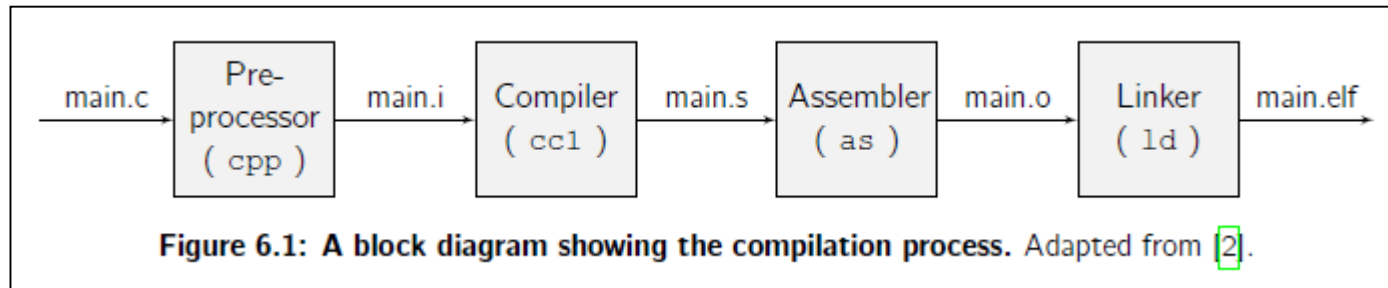 main.c
Pre-
processor
( cpp )
main.i
Compiler
( cc1 )
main.s
Assembler
( as )
main.o
Linker
( ld )
main.elf
Figure 6.1: A block diagram showing the compilation process. Adapted from [2].